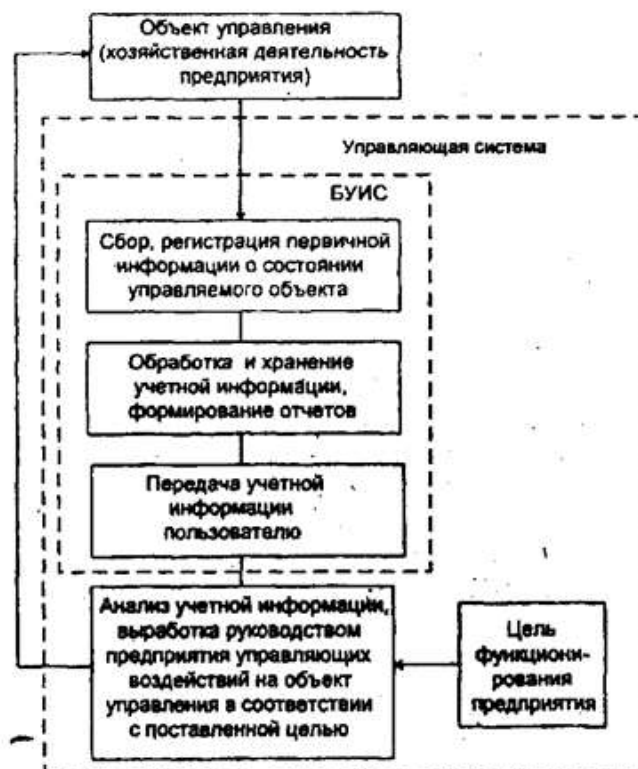 Объект управления
(хозяйственная деятельность
предприятия)
Управляющая система
БУИС
Сбор, регистрация первичной
информации о состоянии
управляемого объекта
Обработка и хранение
учетной информации,
формирование отчетов
Передача учетной
информации
пользователю
Анализ учетной информации,
выработка руководством
предприятия управляющих
воздействий на объект
управления в соответствии
с поставленной целью
Цель
функциони-
рования
предприятия